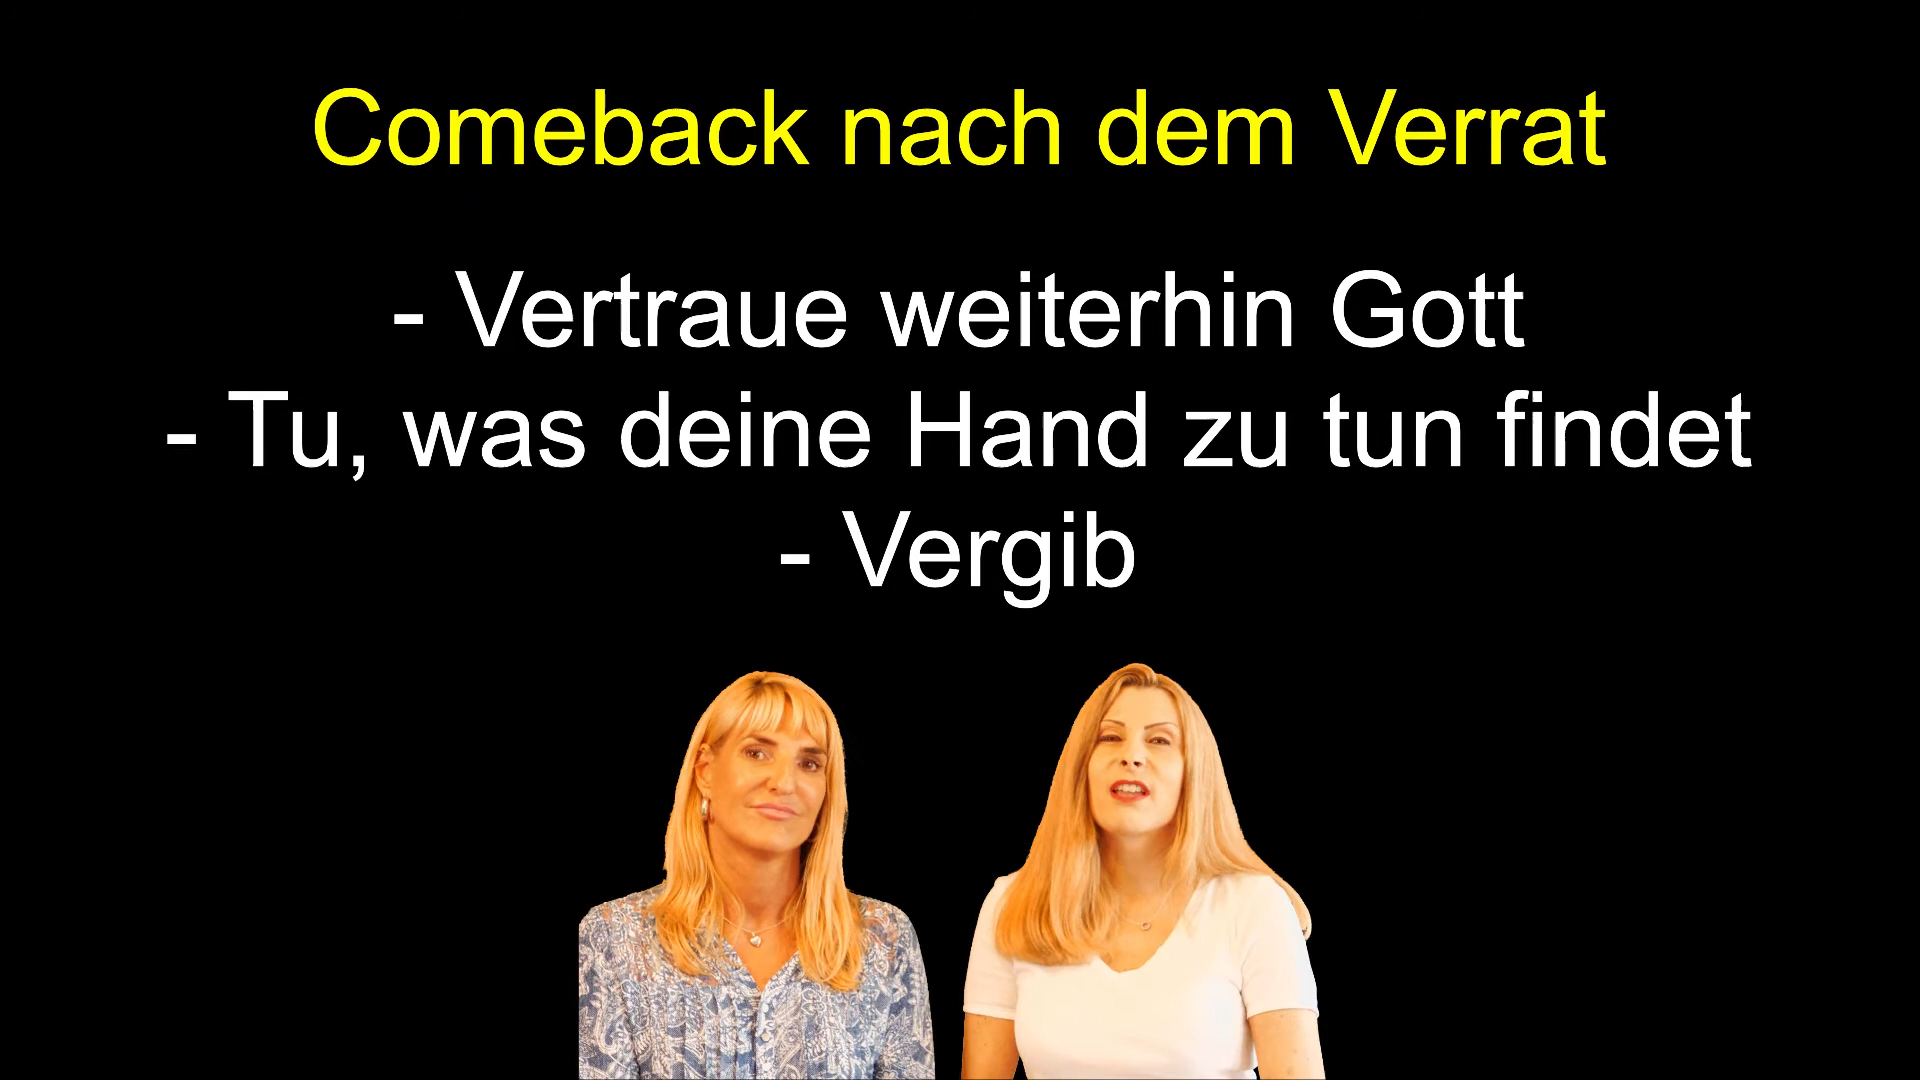 Comeback nach dem Verrat
- Vertraue weiterhin Gott
- Tu, was deine Hand zu tun findet
- Vergib